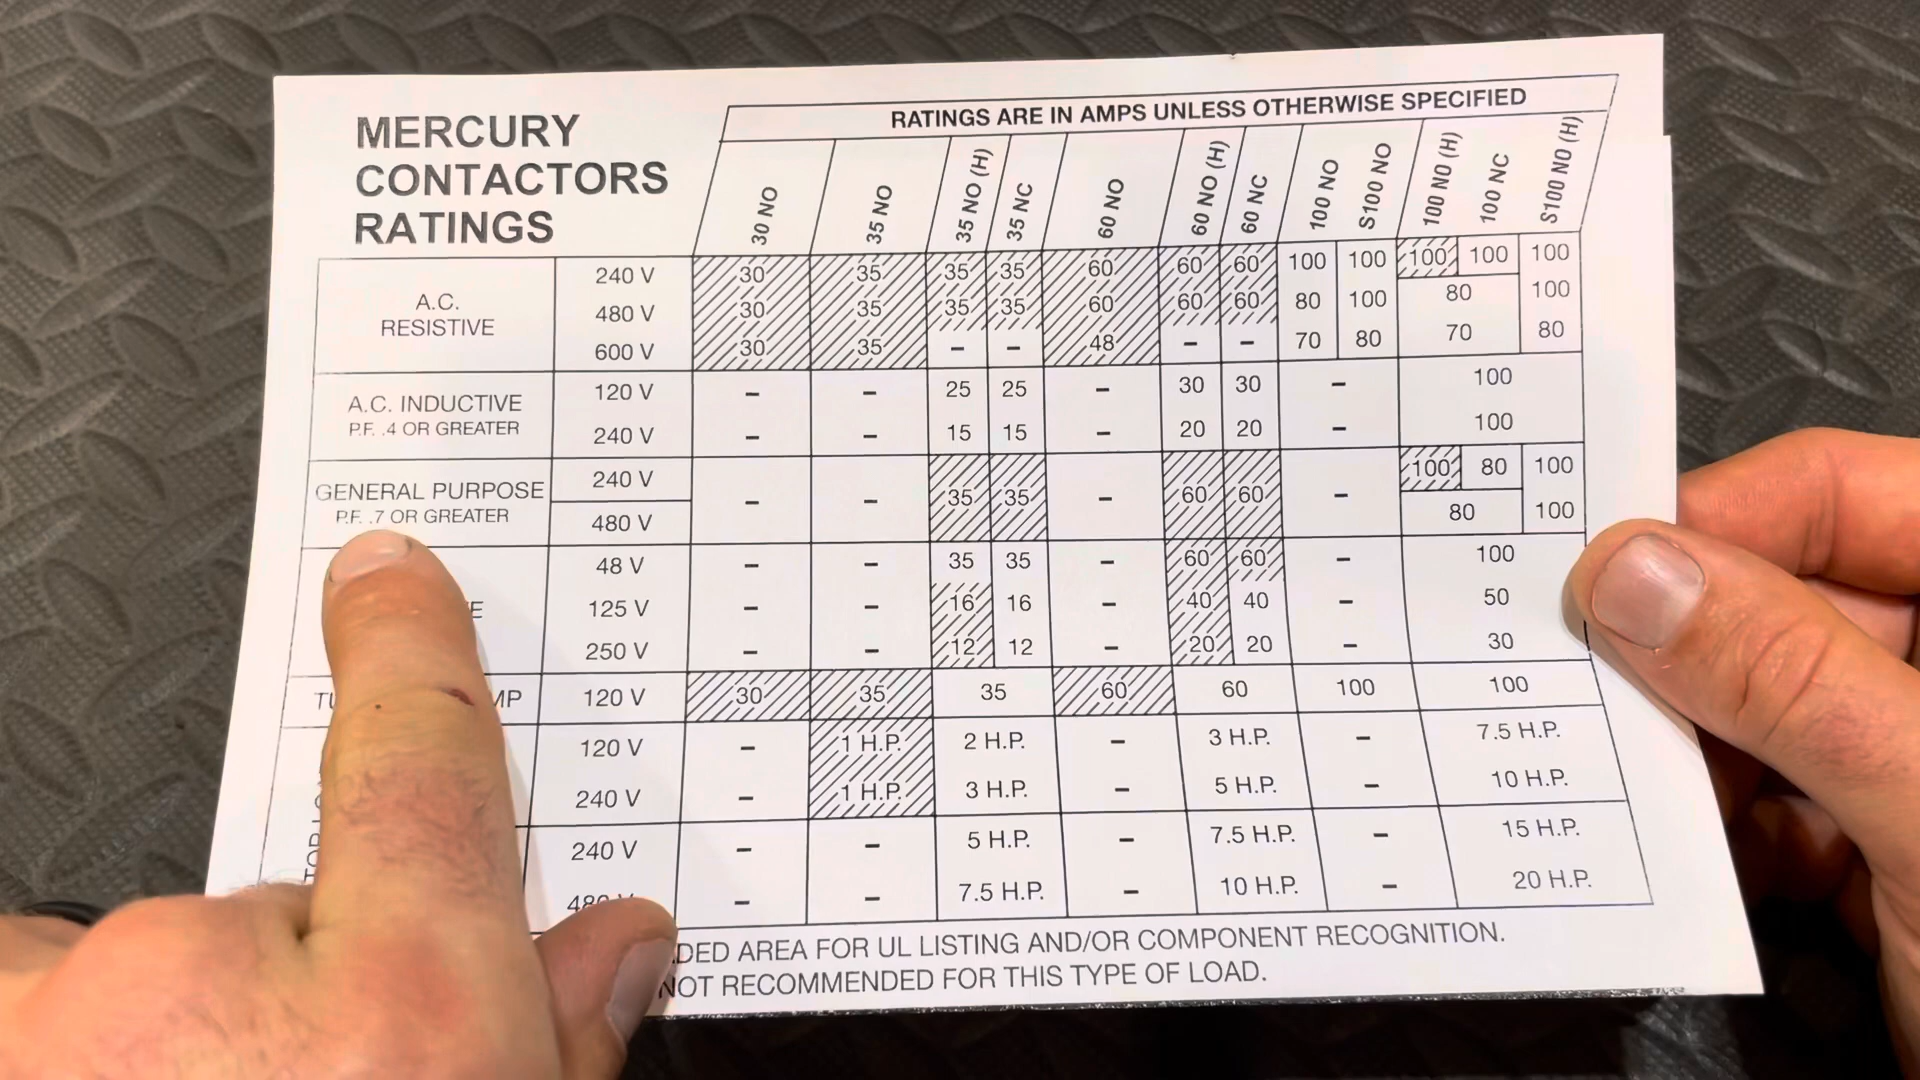 MERCURY
CONTACTORS
RATINGS
RATINGS ARE IN AMPS UNLESS OTHERWISE SPECIFIED
30 NO 35 NO 35 NO (H) 35 NC 60 NO 60 NO (H) 60 NC 100 NO S100 NO 100 NO (H) 100 NC S100 NO (H)
A.C.
RESISTIVE
240 V 30 35 35 35 60 60 60 100 100 100 100 100
480 V 30 35 35 35 60 60 60 80 100 80 100
600 V 30 35 – – 48 – – 70 80 70 80
A.C. INDUCTIVE
P.F. .4 OR GREATER
120 V – – 25 25 – 30 30 – 100
240 V – – 15 15 – 20 20 – 100
GENERAL PURPOSE
P.F. .7 OR GREATER
240 V – – 35 35 – 60 60 – 100 80 100
480 V 80 100
48 V – – 35 35 – 60 60 – 100
125 V – – 16 16 – 40 40 – 50
250 V – – 12 12 – 20 20 – 30
120 V 30 35 35 60 60 100 100
120 V – 1 H.P. 2 H.P. – 3 H.P. – 7.5 H.P.
240 V – 1 H.P. 3 H.P. – 5 H.P. – 10 H.P.
240 V – – 5 H.P. – 7.5 H.P. – 15 H.P.
– – 7.5 H.P. – 10 H.P. – 20 H.P.
AREA FOR UL LISTING AND/OR COMPONENT RECOGNITION.
NOT RECOMMENDED FOR THIS TYPE OF LOAD.